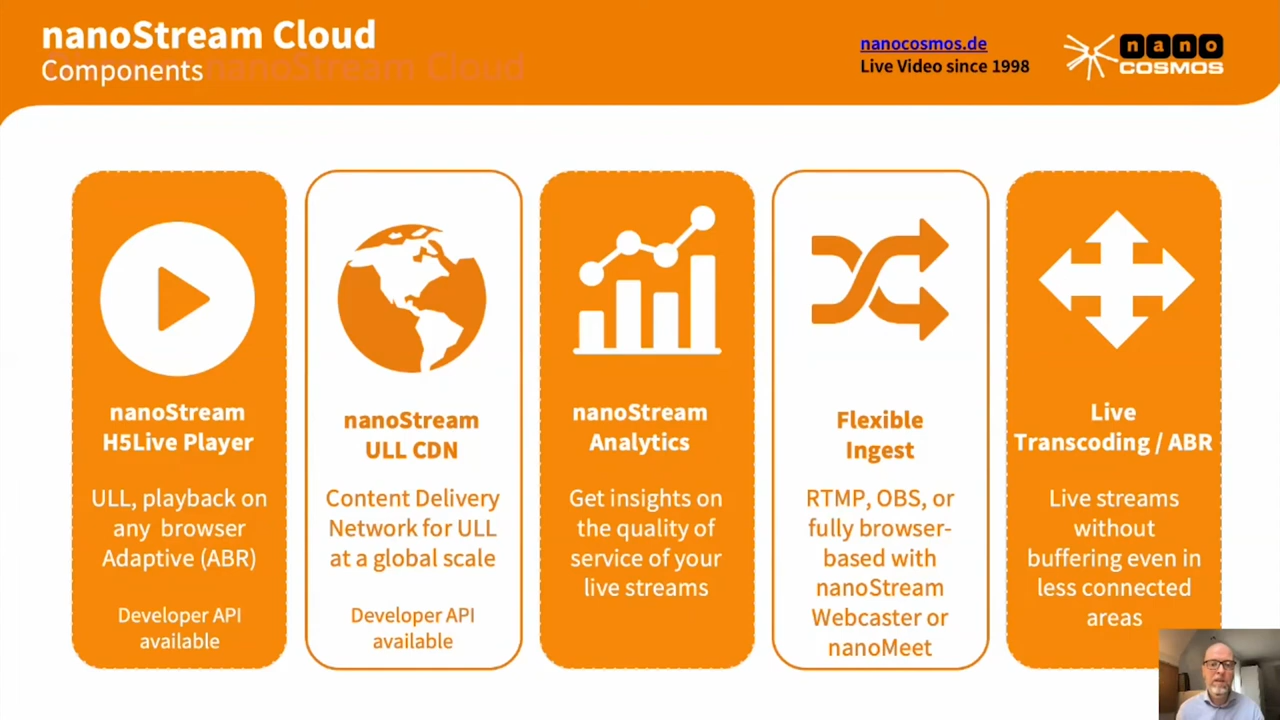 nanoStream Cloud
Components
nanoStream Cloud
nanocosmos.de
Live Video since 1998
nano
COSMOS
nanoStream
H5Live Player
ULL, playback on
any browser
Adaptive (ABR)
Developer API
available
nanoStream
ULL CDN
Content Delivery
Network for ULL
at a global scale
Developer API
available
nanoStream
Analytics
Get insights on
the quality of
service of your
live streams
Flexible
Ingest
RTMP, OBS, or
fully browser-
based with
nanoStream
Webcaster or
nanoMeet
Live
Transcoding / ABR
Live streams
without
buffering even in
less connected
areas